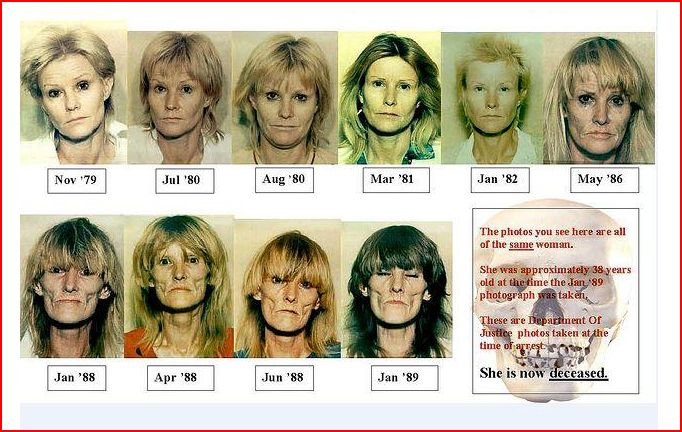 Nov '79
Jul '80
Aug '80
Mar '81
Jan '82
May '86
Jan '88
Apr '88
Jun '88
Jan '89
The photos you see here are all
of the same woman.
She was approximately 38 years
old at the time the Jan '89
photograph was taken.
These are Department Of
Justice photos taken at the
time of arrest.
She is now deceased.